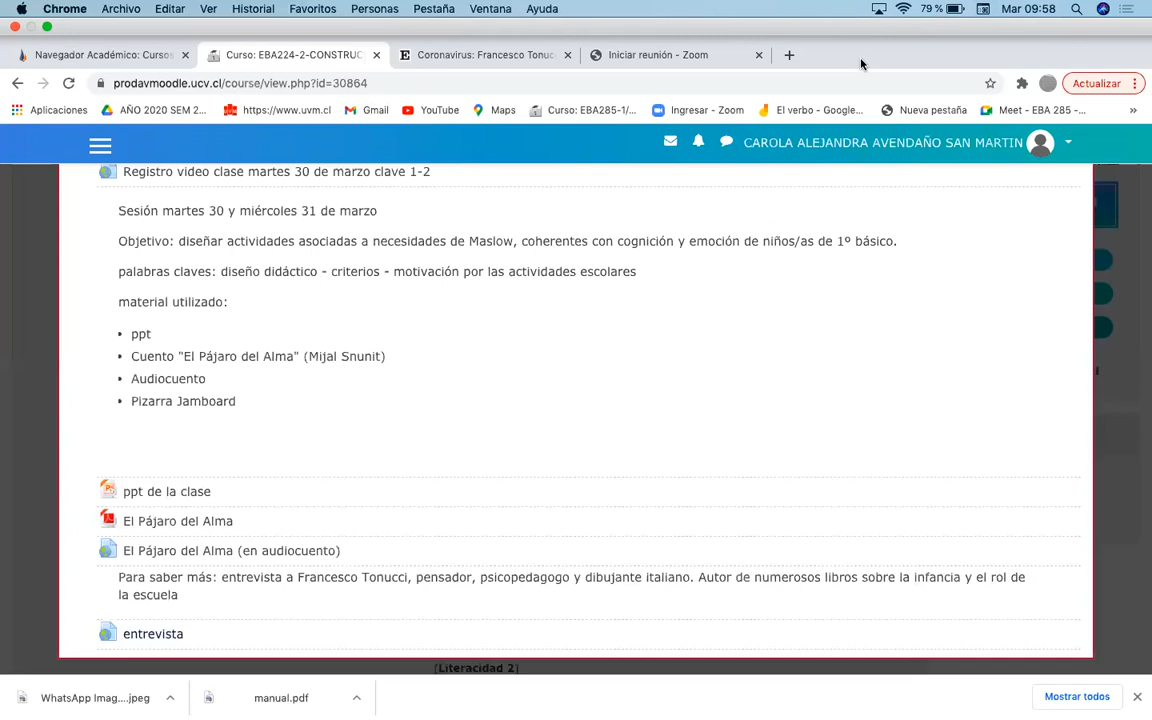 Chrome Archivo Editar Ver Historial Favoritos Personas Pestaña Ventana Ayuda 79 % Mar 09:58
Navegador Académico: Cursos Curso: EBA224-2-CONSTRUC Coronavirus: Francesco Tonuc Iniciar reunión - Zoom
prodavmoodle.ucv.cl/course/view.php?id=30864 Actualizar
Aplicaciones AÑO 2020 SEM 2... https://www.uvm.cl Gmail YouTube Maps Curso: EBA285-1/... Ingresar - Zoom El verbo - Google... Nueva pestaña Meet - EBA 285 -... »
CAROLA ALEJANDRA AVENDAÑO SAN MARTIN
Registro video clase martes 30 de marzo clave 1-2
Sesión martes 30 y miércoles 31 de marzo
Objetivo: diseñar actividades asociadas a necesidades de Maslow, coherentes con cognición y emoción de niños/as de 1º básico.
palabras claves: diseño didáctico - criterios - motivación por las actividades escolares
material utilizado:
• ppt
• Cuento "El Pájaro del Alma" (Mijal Snunit)
• Audiocuento
• Pizarra Jamboard
ppt de la clase
El Pájaro del Alma
El Pájaro del Alma (en audiocuento)
Para saber más: entrevista a Francesco Tonucci, pensador, psicopedagogo y dibujante italiano. Autor de numerosos libros sobre la infancia y el rol de
la escuela
entrevista
[Literacidad 2]
WhatsApp Imag....jpeg manual.pdf Mostrar todos